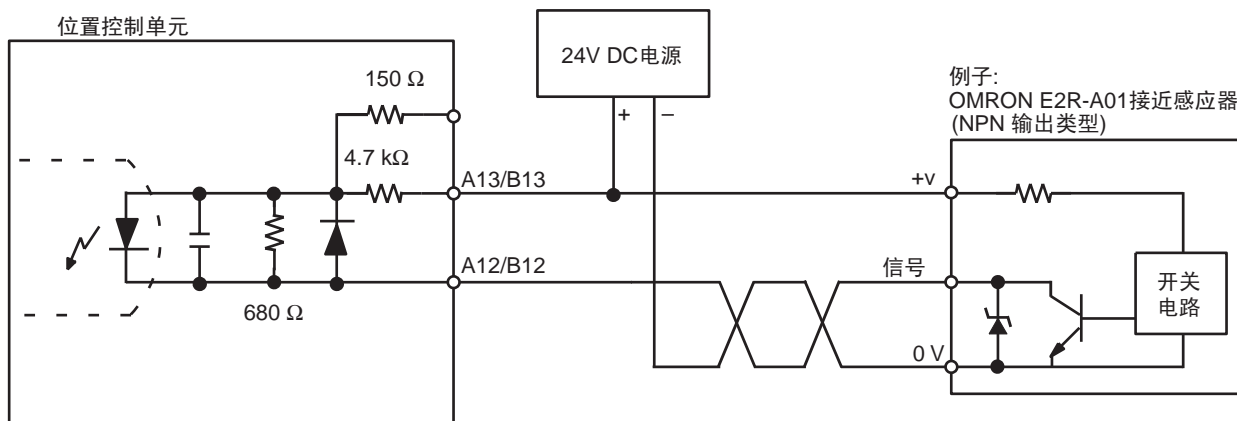 位置控制单元
24V DC电源
+
−
150 Ω
4.7 kΩ
A13/B13
A12/B12
680 Ω
例子:
OMRON E2R-A01接近感应器
(NPN 输出类型)
+v
信号
0 V
开关
电路